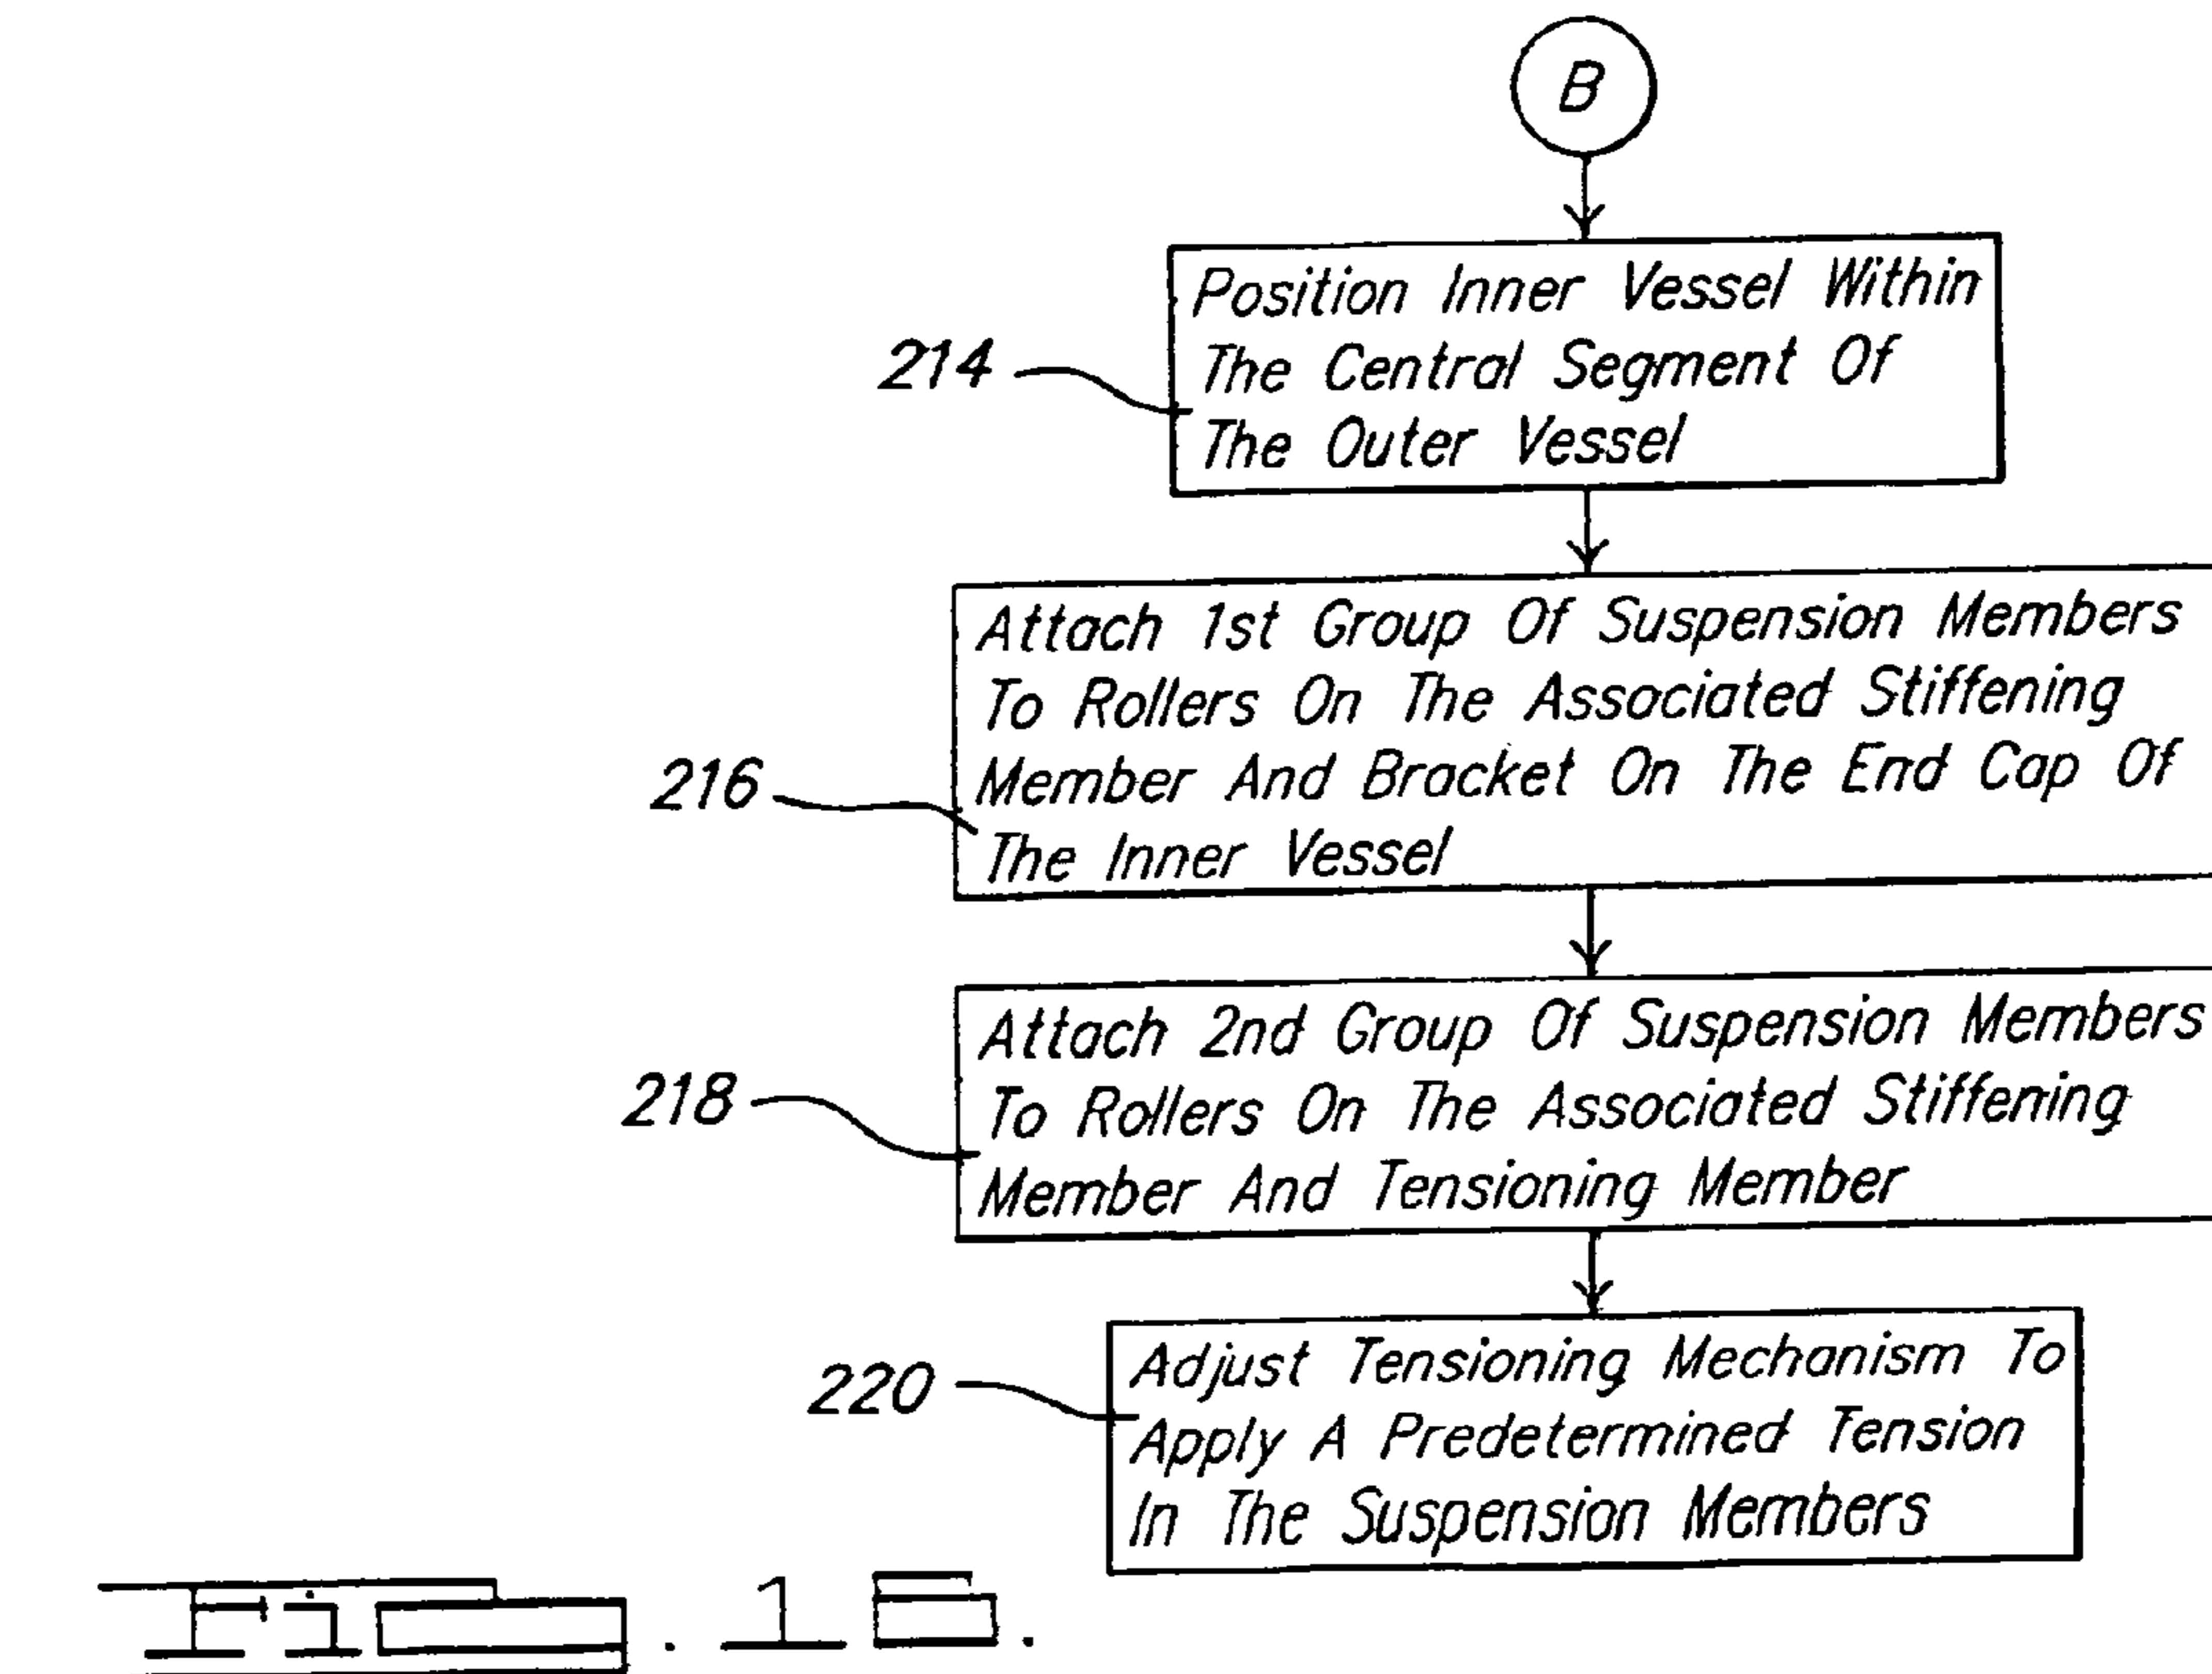 B
Position Inner Vessel Within
The Central Segment Of
The Outer Vessel
214
Attach 1st Group Of Suspension Members
To Rollers On The Associated Stiffening
Member And Bracket On The End Cap Of
The Inner Vessel
216
Attach 2nd Group Of Suspension Members
To Rollers On The Associated Stiffening
Member And Tensioning Member
218
Adjust Tensioning Mechanism To
Apply A Predetermined Tension
In The Suspension Members
220